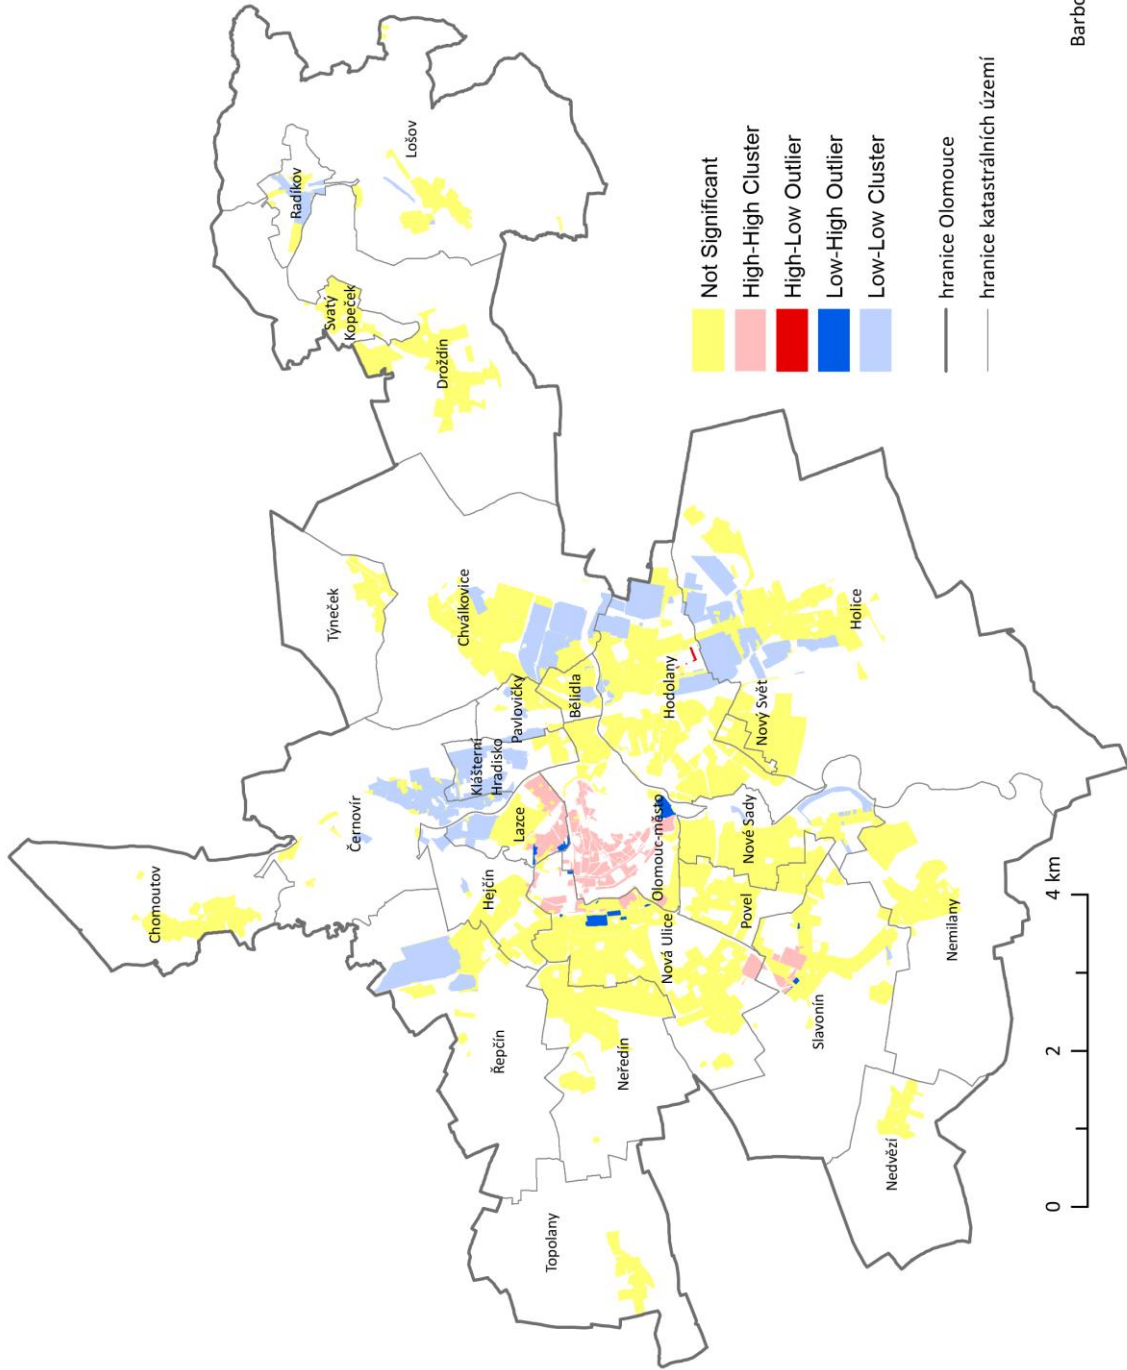 Chomoutov
Radíkov
Svatý
Kopeček
Týneček
Černovír
Lošov
Droždín
Chválkovice
Klášterní
Hradisko
Hejčín
Řepčín
Lazce
Pavlovičky
Topolany
Bělidla
Neředín
Olomouc-město
Nová Ulice
Hodolany
Povel
Nové Sady
Nový Svět
Slavonín
Holice
Nedvězí
Nemilany
Not Significant
High-High Cluster
High-Low Outlier
Low-High Outlier
Low-Low Cluster
hranice Olomouce
hranice katastrálních území
0 2 4 km